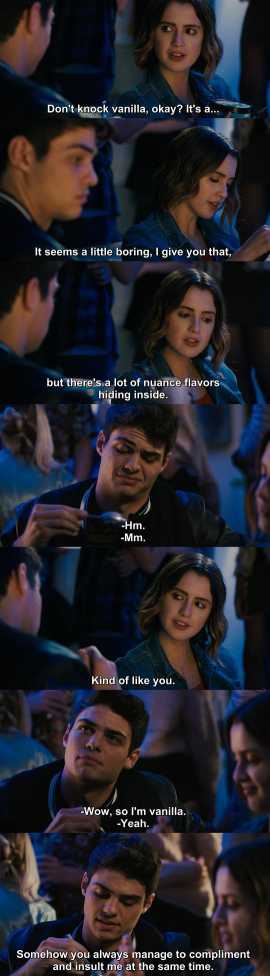 Don't knock vanilla, okay? It's a...
It seems a little boring, I give you that,
but there's a lot of nuance flavors
hiding inside.
-Hm.
-Mm.
Kind of like you.
-Wow, so I'm vanilla.
-Yeah.
Somehow you always manage to compliment
and insult me at the same time.